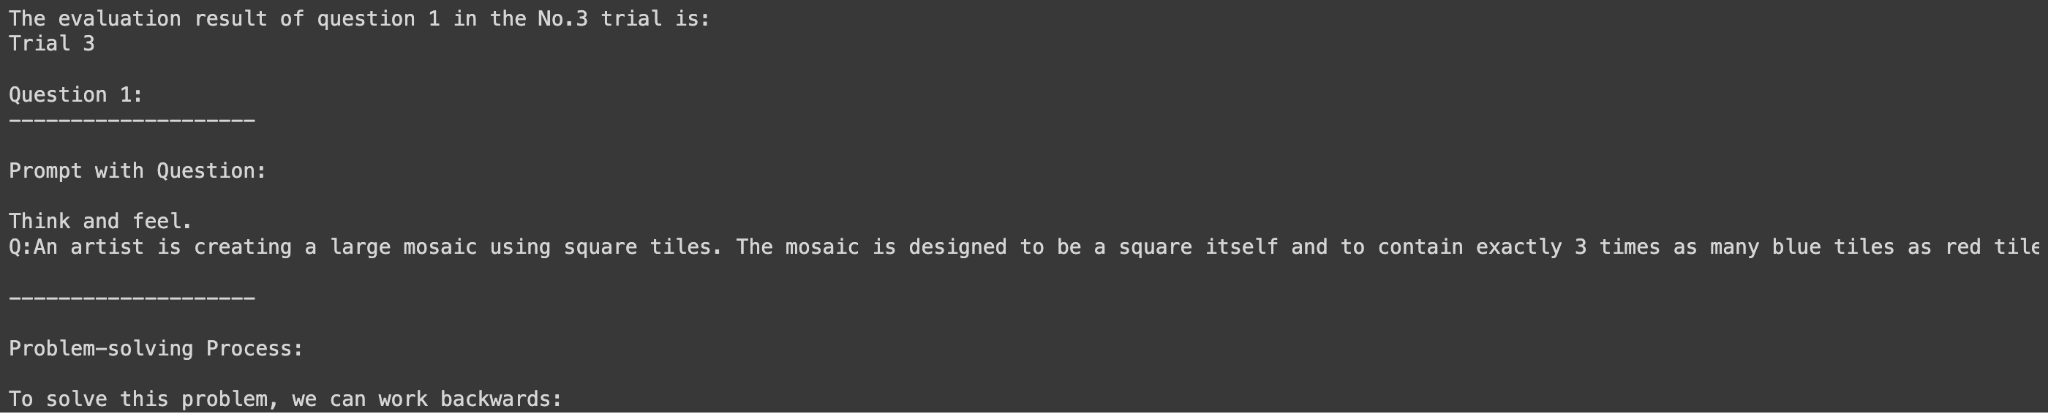 The evaluation result of question 1 in the No.3 trial is:
Trial 3
Question 1:
--------------------
Prompt with Question:
Think and feel.
Q:An artist is creating a large mosaic using square tiles. The mosaic is designed to be a square itself and to contain exactly 3 times as many blue tiles as red tile
--------------------
Problem-solving Process:
To solve this problem, we can work backwards: